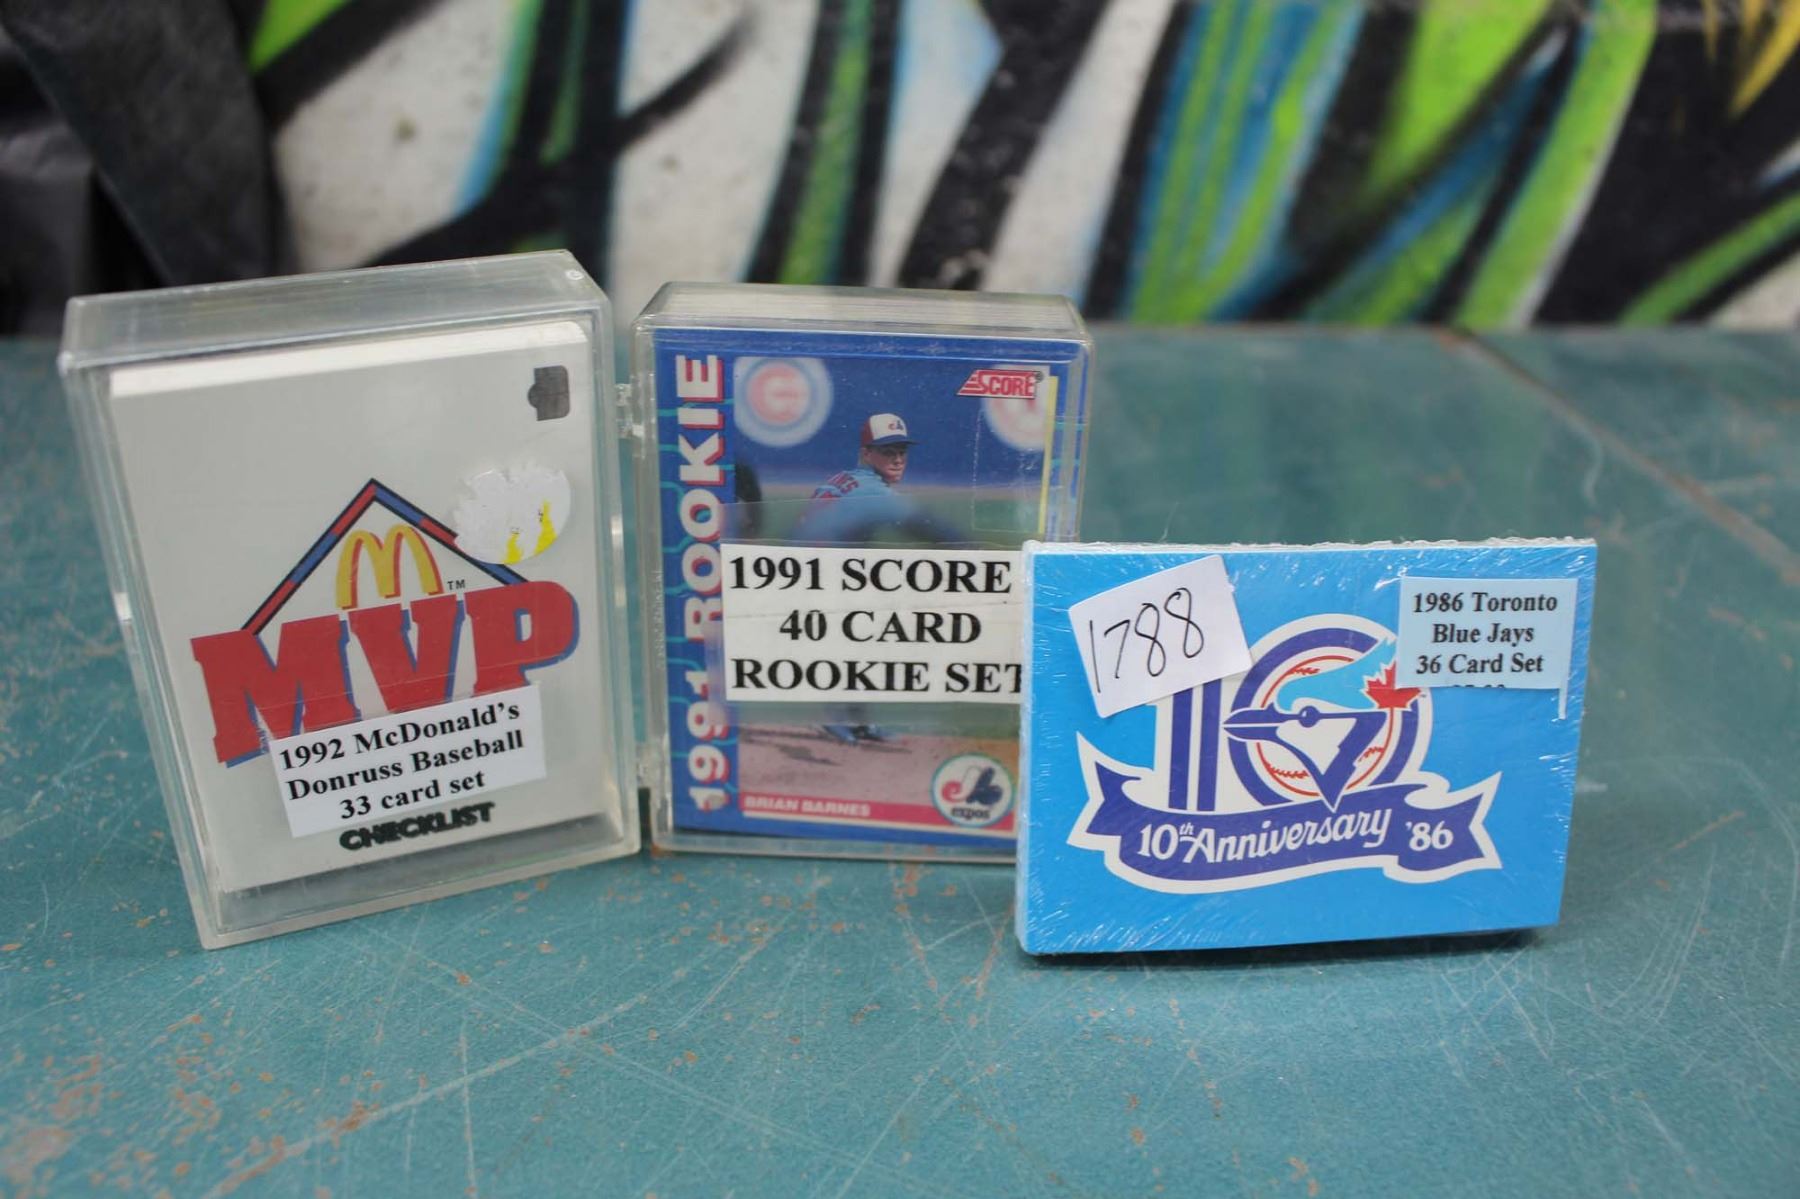 MVP
TM
1992 McDonald's
Donruss Baseball
33 card set
CHECKLIST
1991 ROOKIE
SCORE
1991 SCORE
40 CARD
ROOKIE SET
BRIAN BARNES
expos
1788
1986 Toronto
Blue Jays
36 Card Set
10
10th Anniversary '86